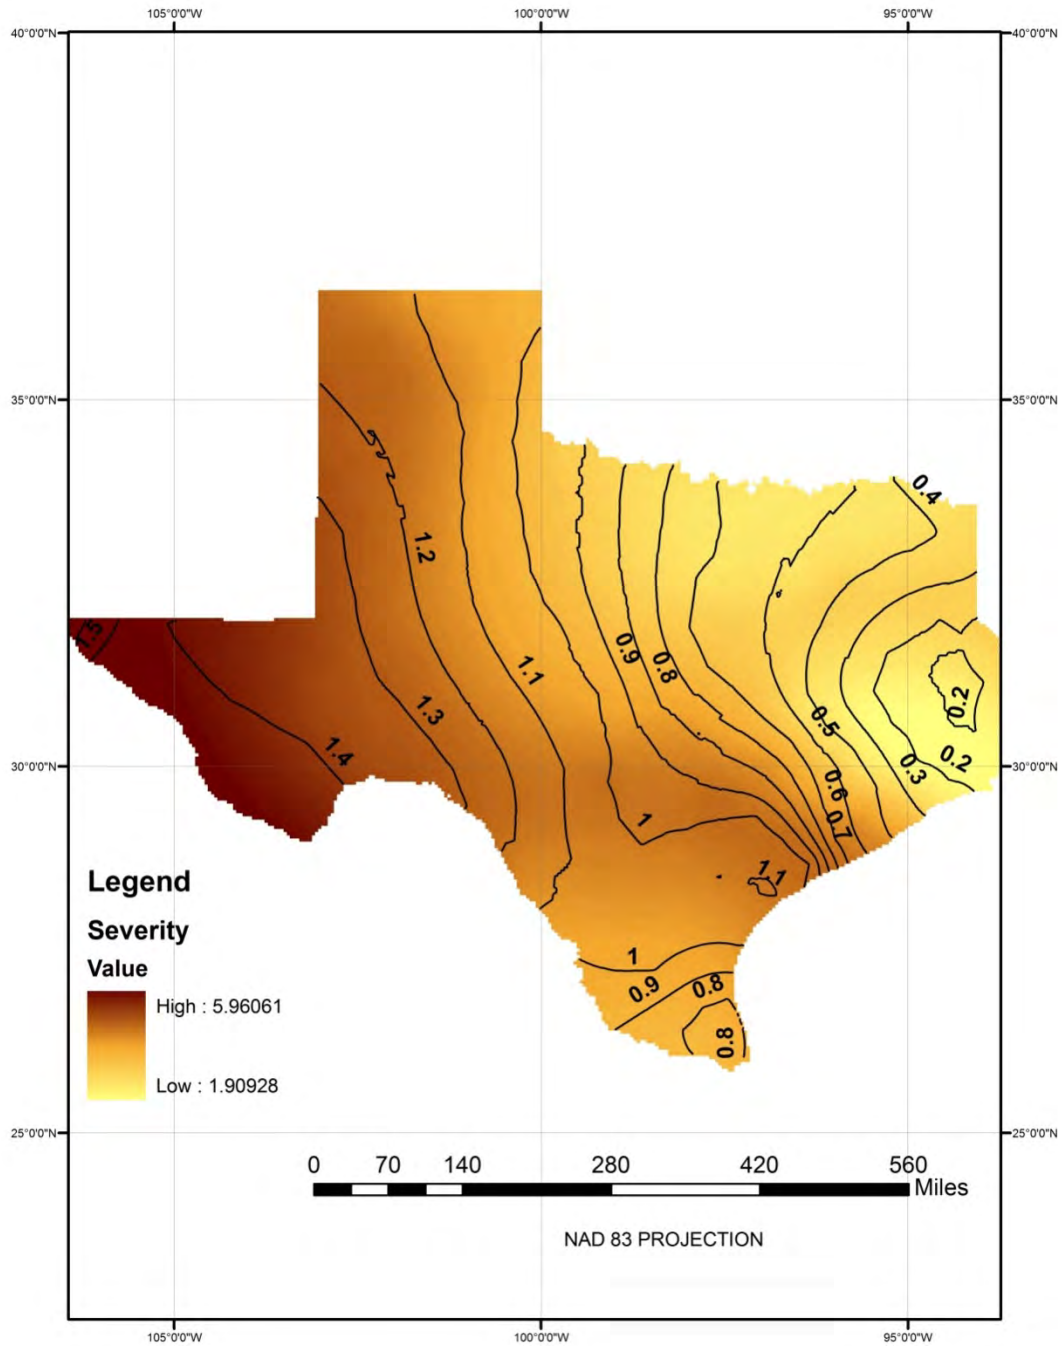 105°0'0"W 100°0'0"W 95°0'0"W
40°0'0"N 40°0'0"N
35°0'0"N 35°0'0"N
0.4
1.2
1.5
0.9 0.8
1.1
0.2
1.3
0.5
1.4
0.2
30°0'0"N 0.3 30°0'0"N
0.6
1 0.7
1.1
Legend
Severity
Value
1
0.9 0.8
High : 5.96061
0.8
Low : 1.90928
25°0'0"N 25°0'0"N
0 70 140 280 420 560
Miles
NAD 83 PROJECTION
105°0'0"W 100°0'0"W 95°0'0"W